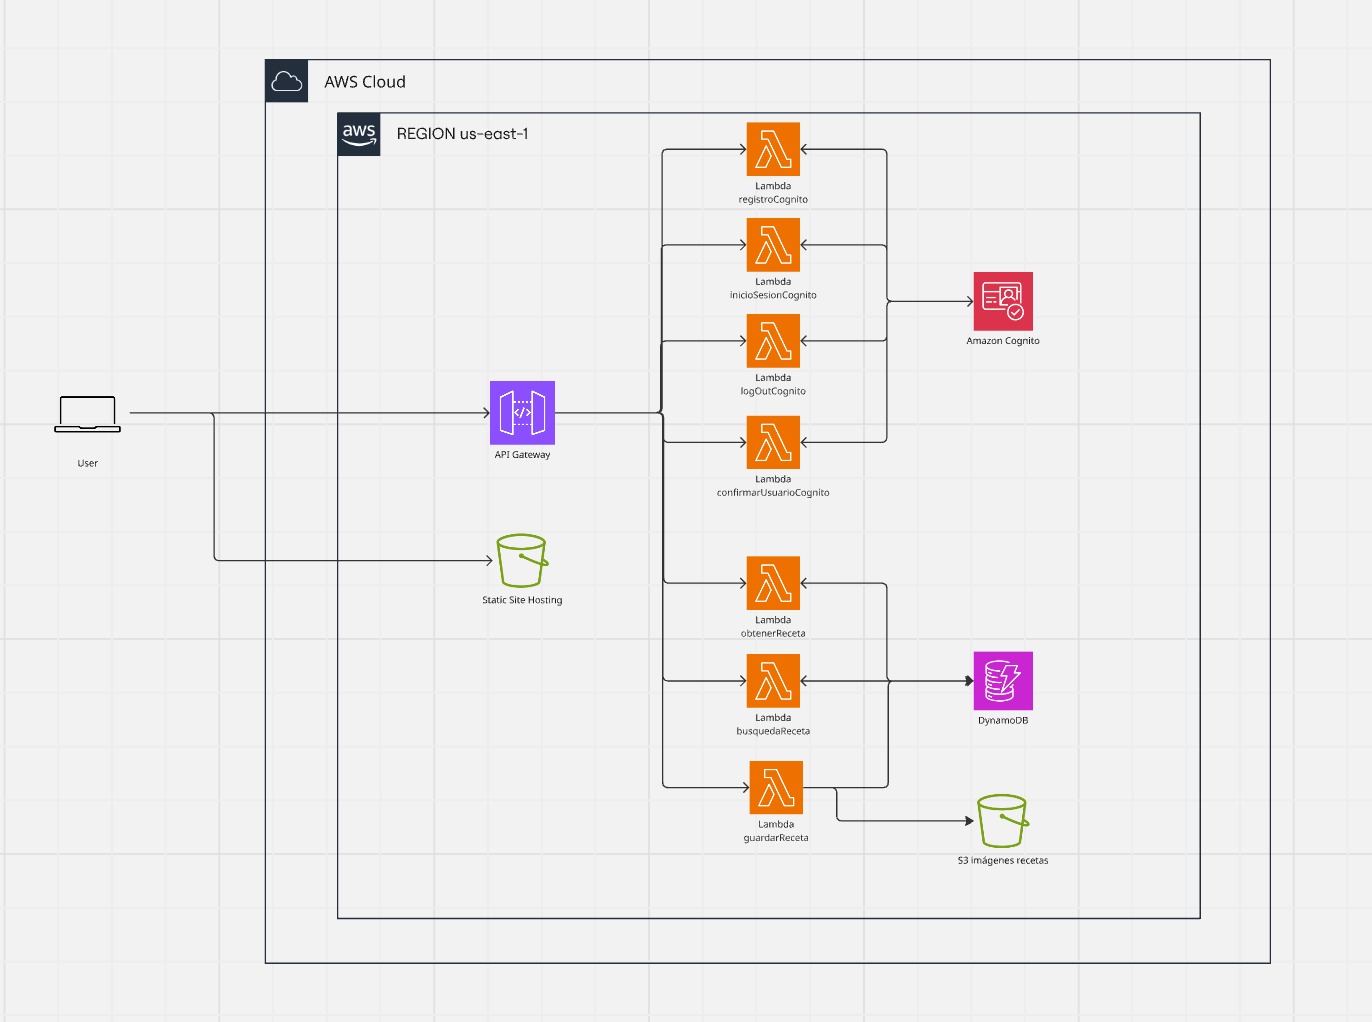 AWS Cloud
aws
REGION us-east-1
Lambda
registroCognito
Lambda
inicioSesionCognito
Amazon Cognito
Lambda
logOutCognito
User
API Gateway
Lambda
confirmarUsuarioCognito
Static Site Hosting
Lambda
obtenerReceta
Lambda
busquedaReceta
DynamoDB
Lambda
guardarReceta
S3 imágenes recetas